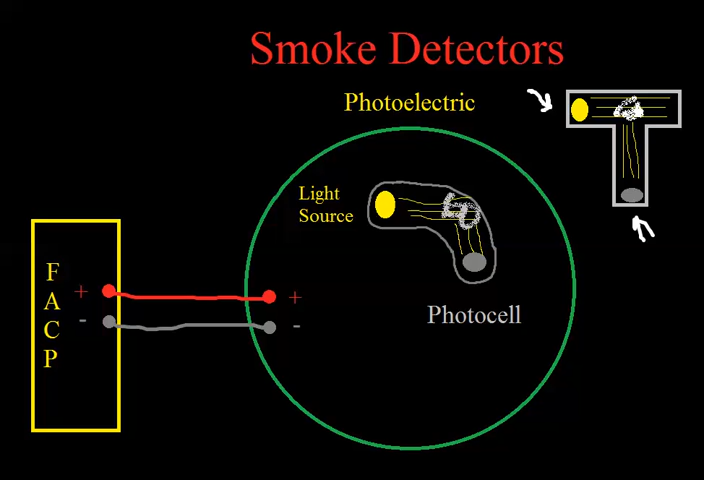 Smoke Detectors
Photoelectric
Light
Source
F
A
C
P
+
-
+
-
Photocell